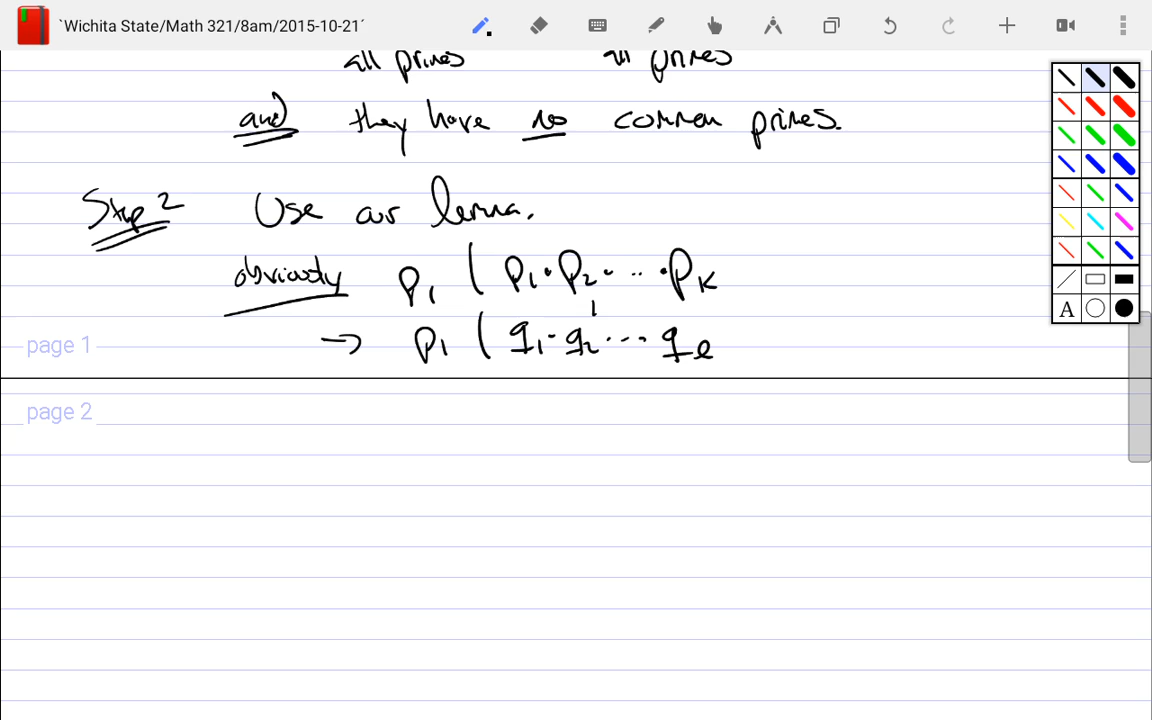 `Wichita State/Math 321/8am/2015-10-21´
all primes all primes
and they have no common primes.
Step 2 Use our lemma.
obviously p₁ | p₁·p₂· ... ·pₖ
→ p₁ | q₁·q₂ ··· qₗ
page 1
page 2
A